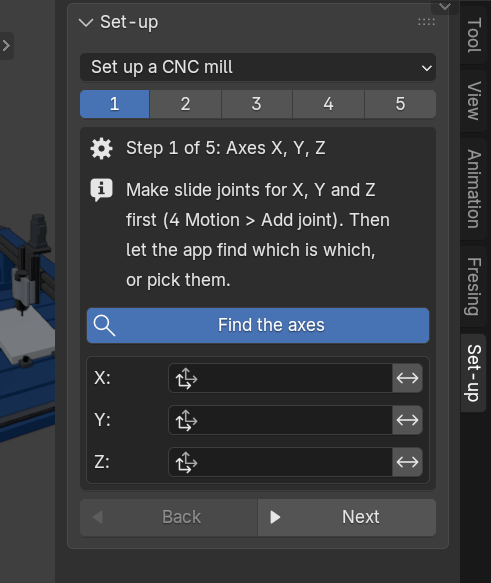 Set-up
Set up a CNC mill
1 2 3 4 5
Step 1 of 5: Axes X, Y, Z
Make slide joints for X, Y and Z
first (4 Motion > Add joint). Then
let the app find which is which,
or pick them.
Find the axes
X:
Y:
Z:
Back Next
Tool
View
Animation
Fresing
Set-up